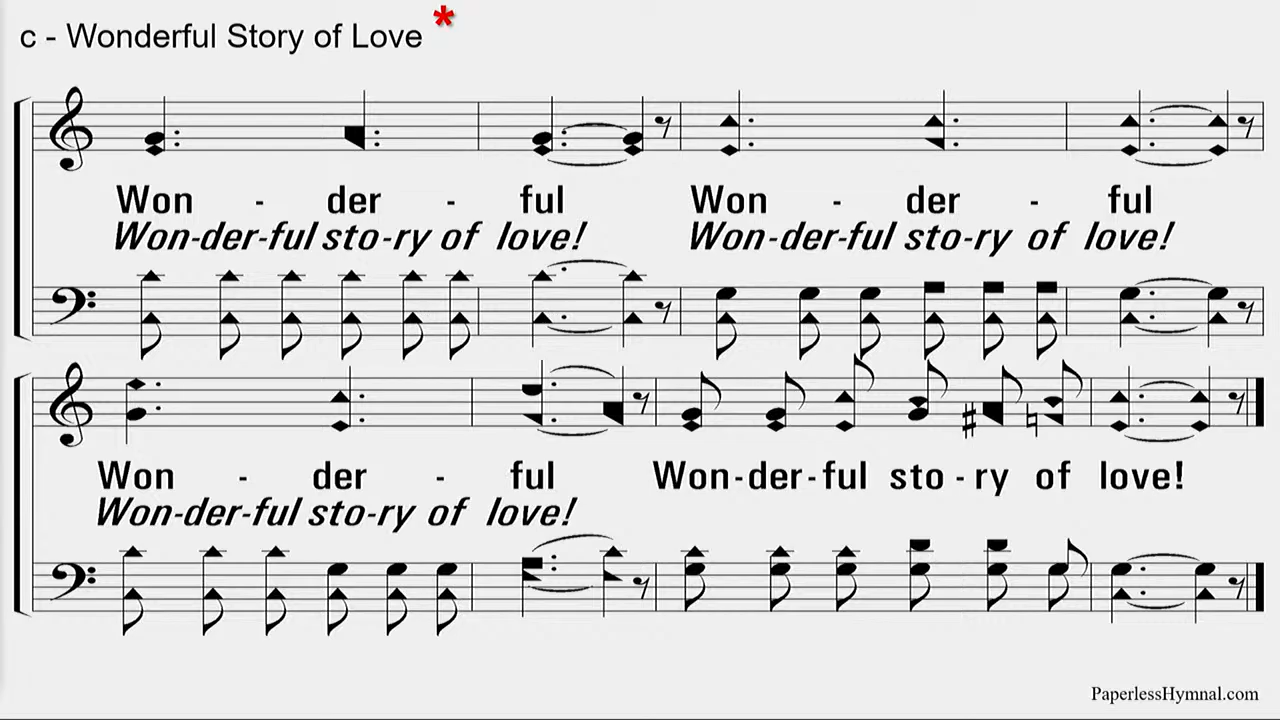 c - Wonderful Story of Love *
Won - der - ful Won - der - ful
Won-der-ful sto-ry of love! Won-der-ful sto-ry of love!
Won - der - ful Won-der-ful sto-ry of love!
Won-der-ful sto-ry of love!
PaperlessHymnal.com